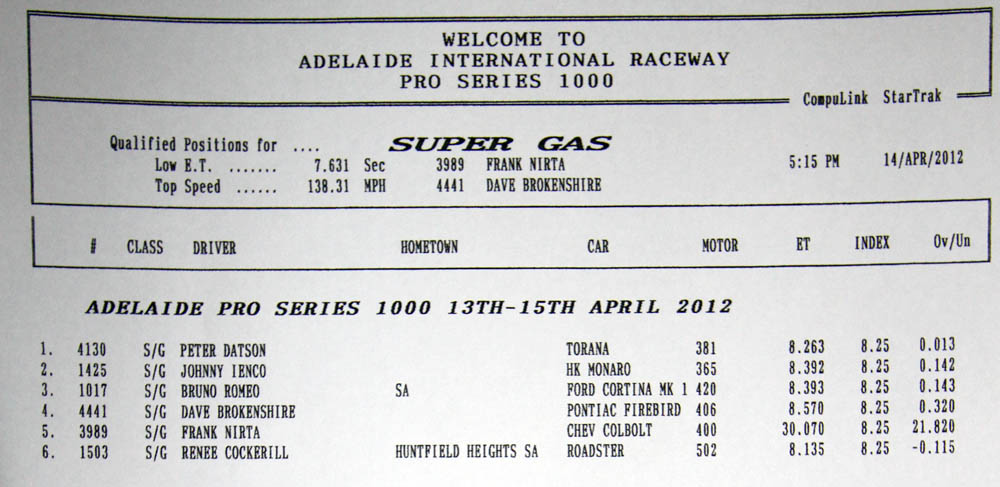 WELCOME TO
ADELAIDE INTERNATIONAL RACEWAY
PRO SERIES 1000
CompuLink StarTrak
Qualified Positions for .... SUPER GAS
Low E.T. ....... 7.631 Sec 3989 FRANK NIRTA 5:15 PM 14/APR/2012
Top Speed ...... 138.31 MPH 4441 DAVE BROKENSHIRE
# CLASS DRIVER HOMETOWN CAR MOTOR ET INDEX Ov/Un
ADELAIDE PRO SERIES 1000 13TH-15TH APRIL 2012
1. 4130 S/G PETER DATSON TORANA 381 8.263 8.25 0.013
2. 1425 S/G JOHNNY IENCO HK MONARO 365 8.392 8.25 0.142
3. 1017 S/G BRUNO ROMEO SA FORD CORTINA MK 1 420 8.393 8.25 0.143
4. 4441 S/G DAVE BROKENSHIRE PONTIAC FIREBIRD 406 8.570 8.25 0.320
5. 3989 S/G FRANK NIRTA CHEV COLBOLT 400 30.070 8.25 21.820
6. 1503 S/G RENEE COCKERILL HUNTFIELD HEIGHTS SA ROADSTER 502 8.135 8.25 -0.115